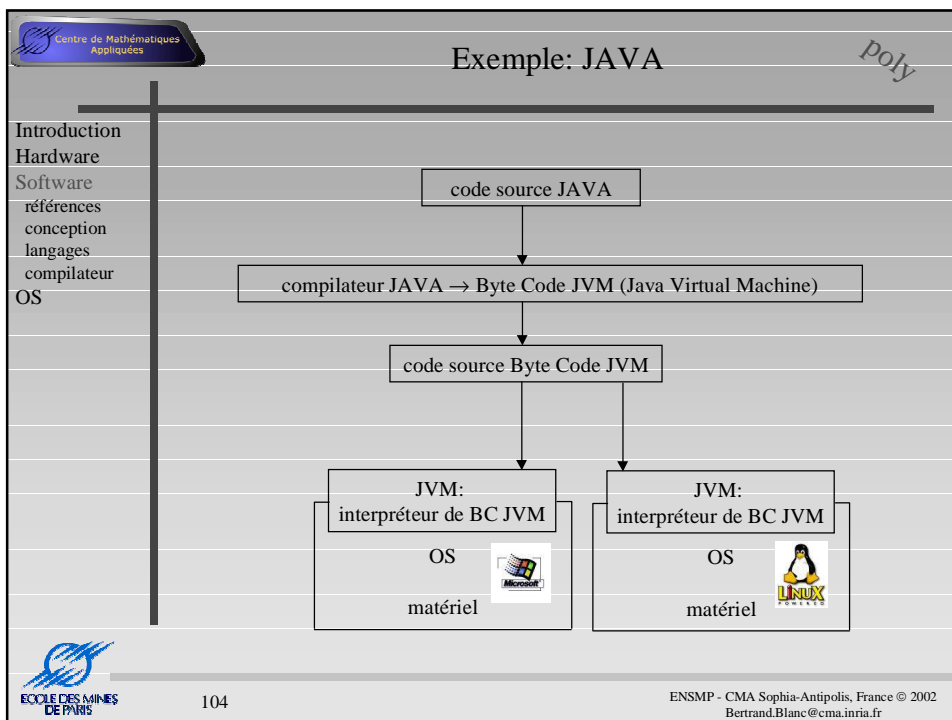 Centre de Mathématiques
Appliquées
Exemple: JAVA
poly
Introduction
Hardware
Software
références
conception
langages
compilateur
OS
code source JAVA
compilateur JAVA → Byte Code JVM (Java Virtual Machine)
code source Byte Code JVM
JVM:
interpréteur de BC JVM
OS
Microsoft
matériel
JVM:
interpréteur de BC JVM
OS
LINUX
POWERED
matériel
ECOLE DES MINES
DE PARIS
104
ENSMP - CMA Sophia-Antipolis, France © 2002
Bertrand.Blanc@cma.inria.fr